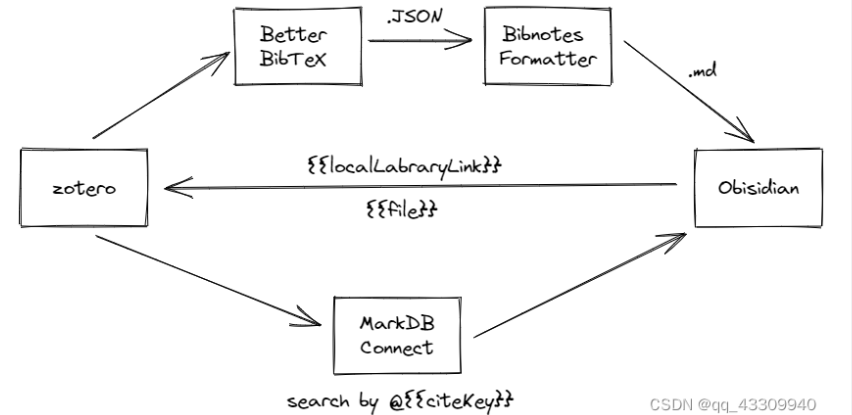 Better
BibTeX
.JSON
Bibnotes
Formatter
.md
zotero
{{localLabraryLink}}
{{file}}
Obisidian
MarkDB
Connect
search by @{{citeKey}}
CSDN @qq_43309940